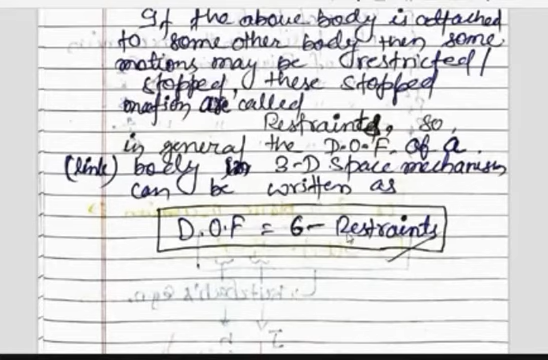 If the above body is attached
to some other body then some
motions may be restricted/
stopped, these stopped
motion are called
Restraints, so,
in general the D.O.F. of a
(link) body in 3-D space mechanism
can be written as
D.O.F = 6- Restraints